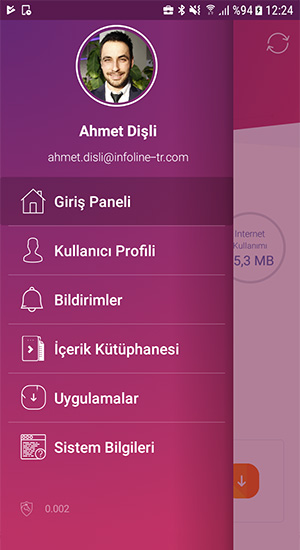 %94 12:24
Ahmet Dişli
ahmet.disli@infoline-tr.com
Giriş Paneli
Kullanıcı Profili
Bildirimler
İçerik Kütüphanesi
Uygulamalar
Sistem Bilgileri
0.002
Internet
Kullanımı
5,3 MB